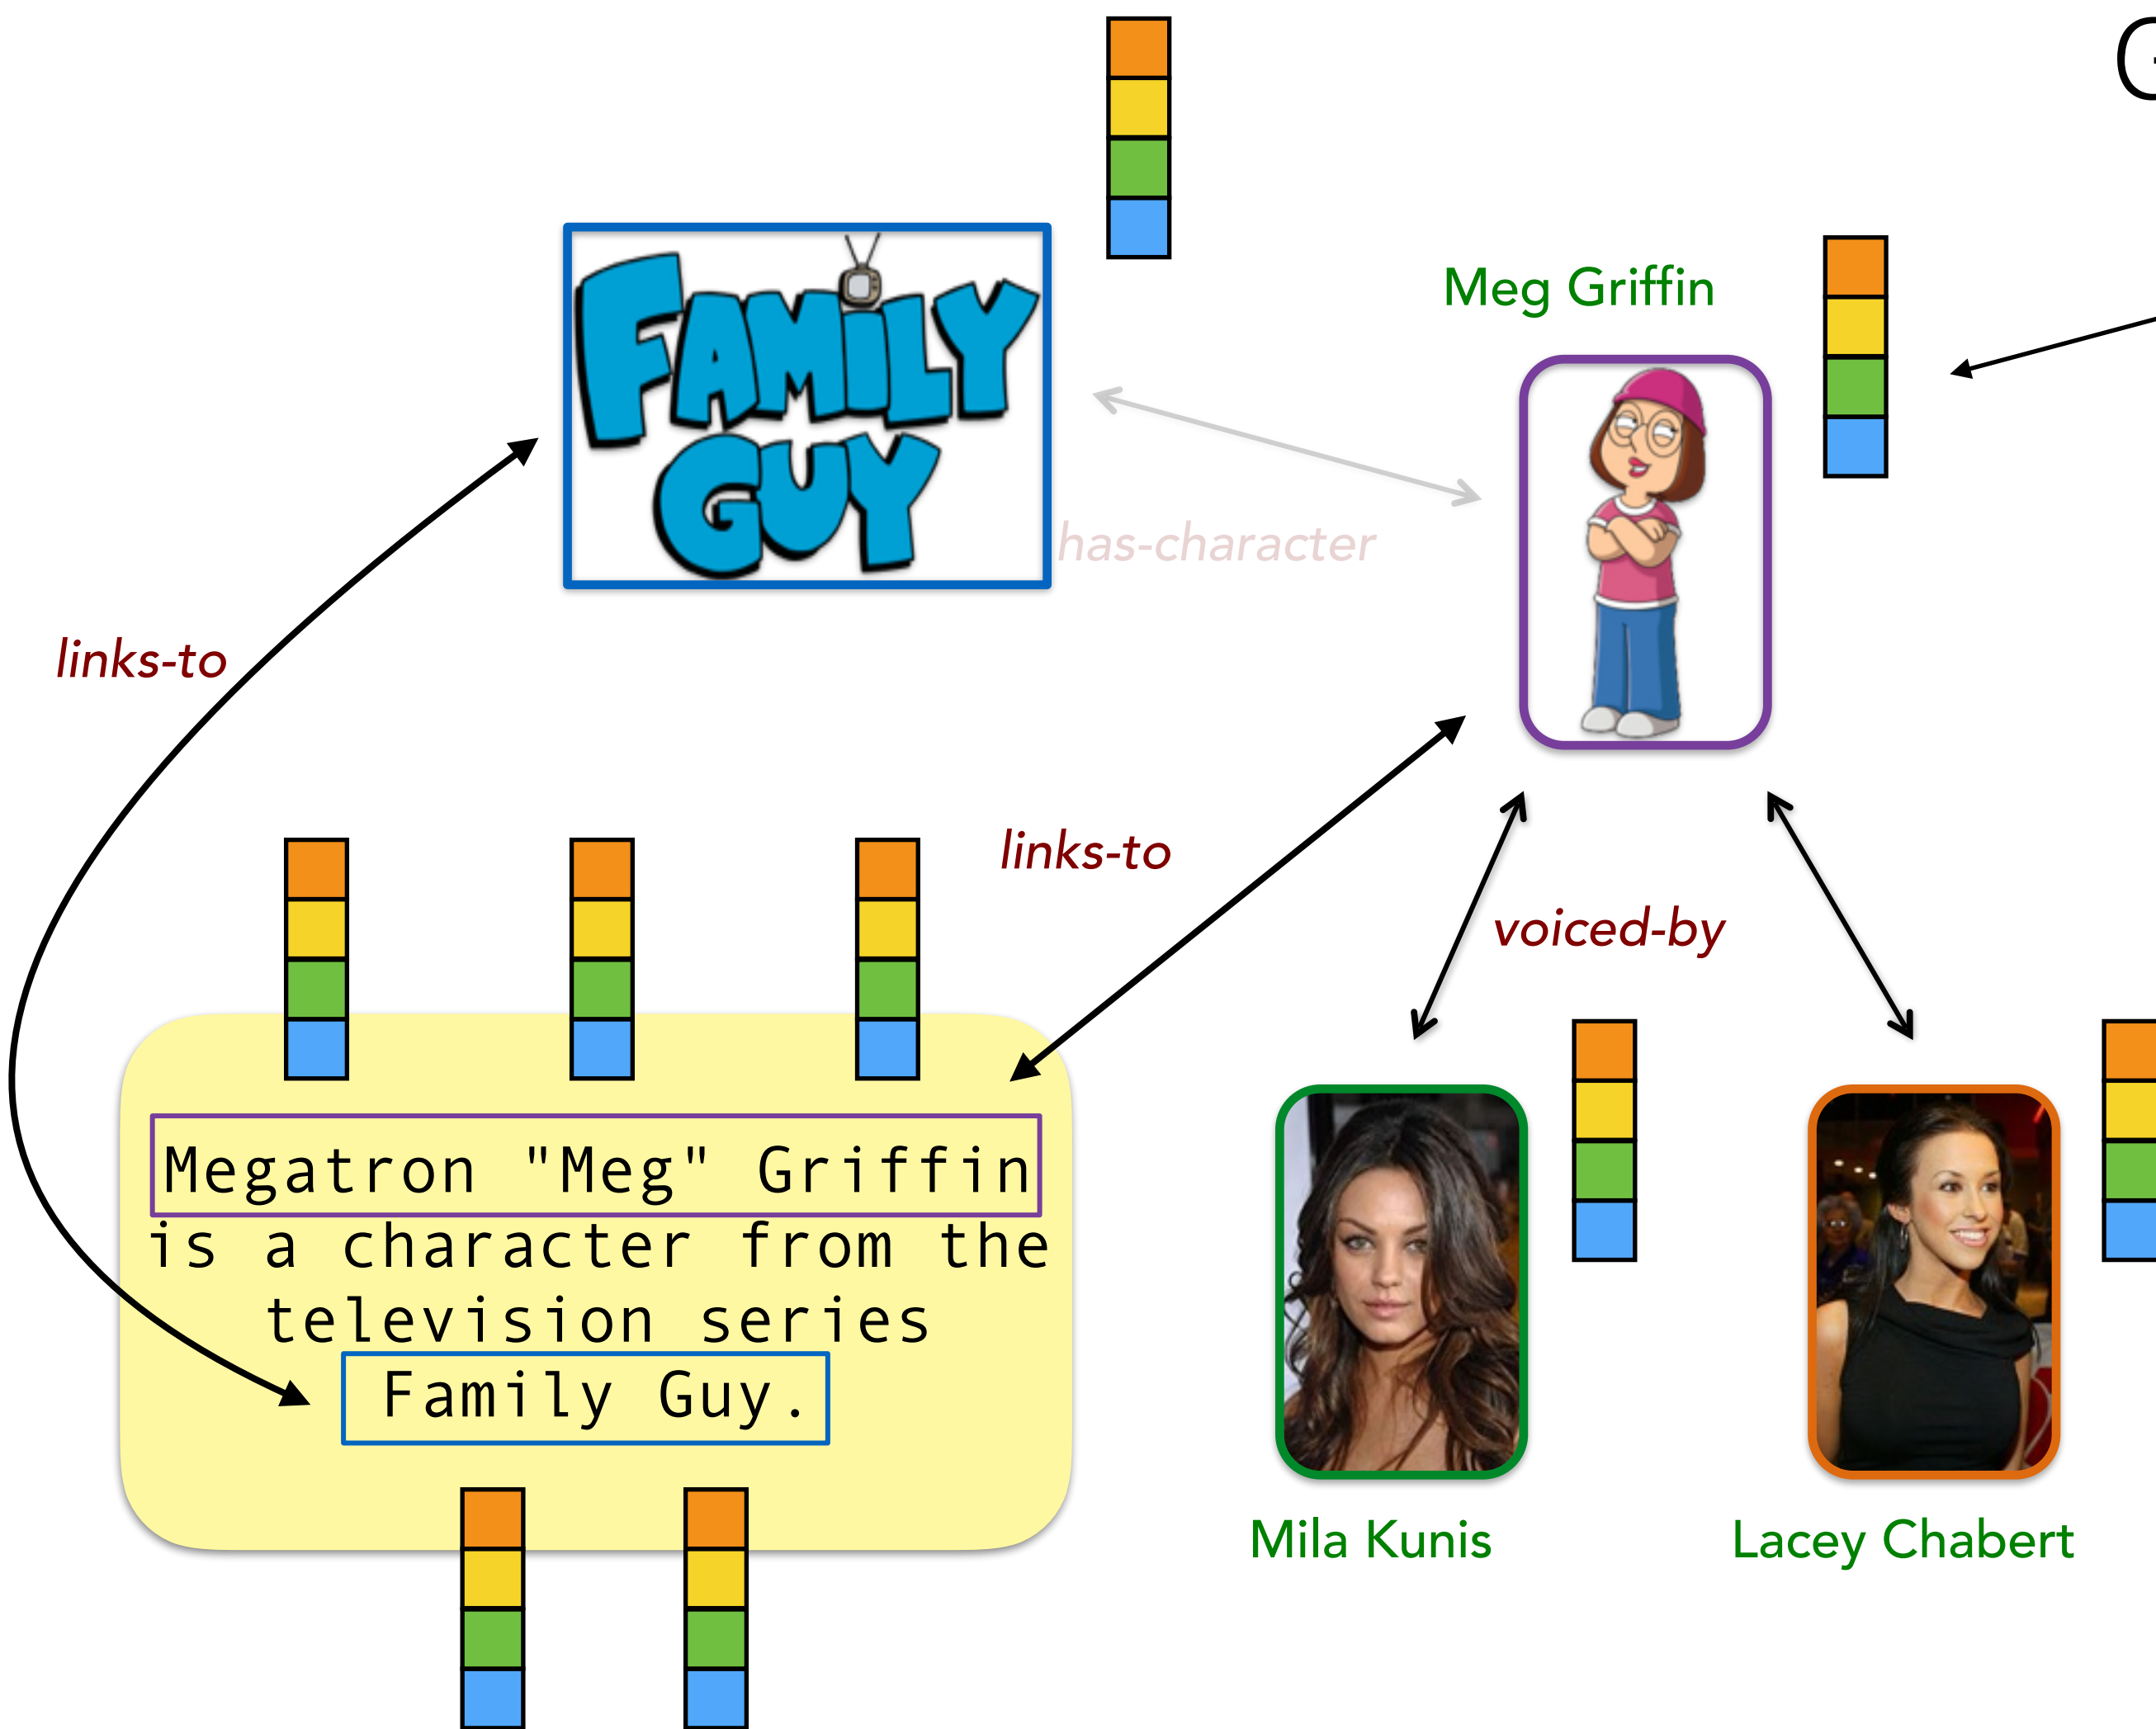 G
FAMiLY
GUY
Meg Griffin
has-character
links-to
links-to
voiced-by
Megatron "Meg" Griffin
is a character from the
television series
Family Guy.
Mila Kunis
Lacey Chabert